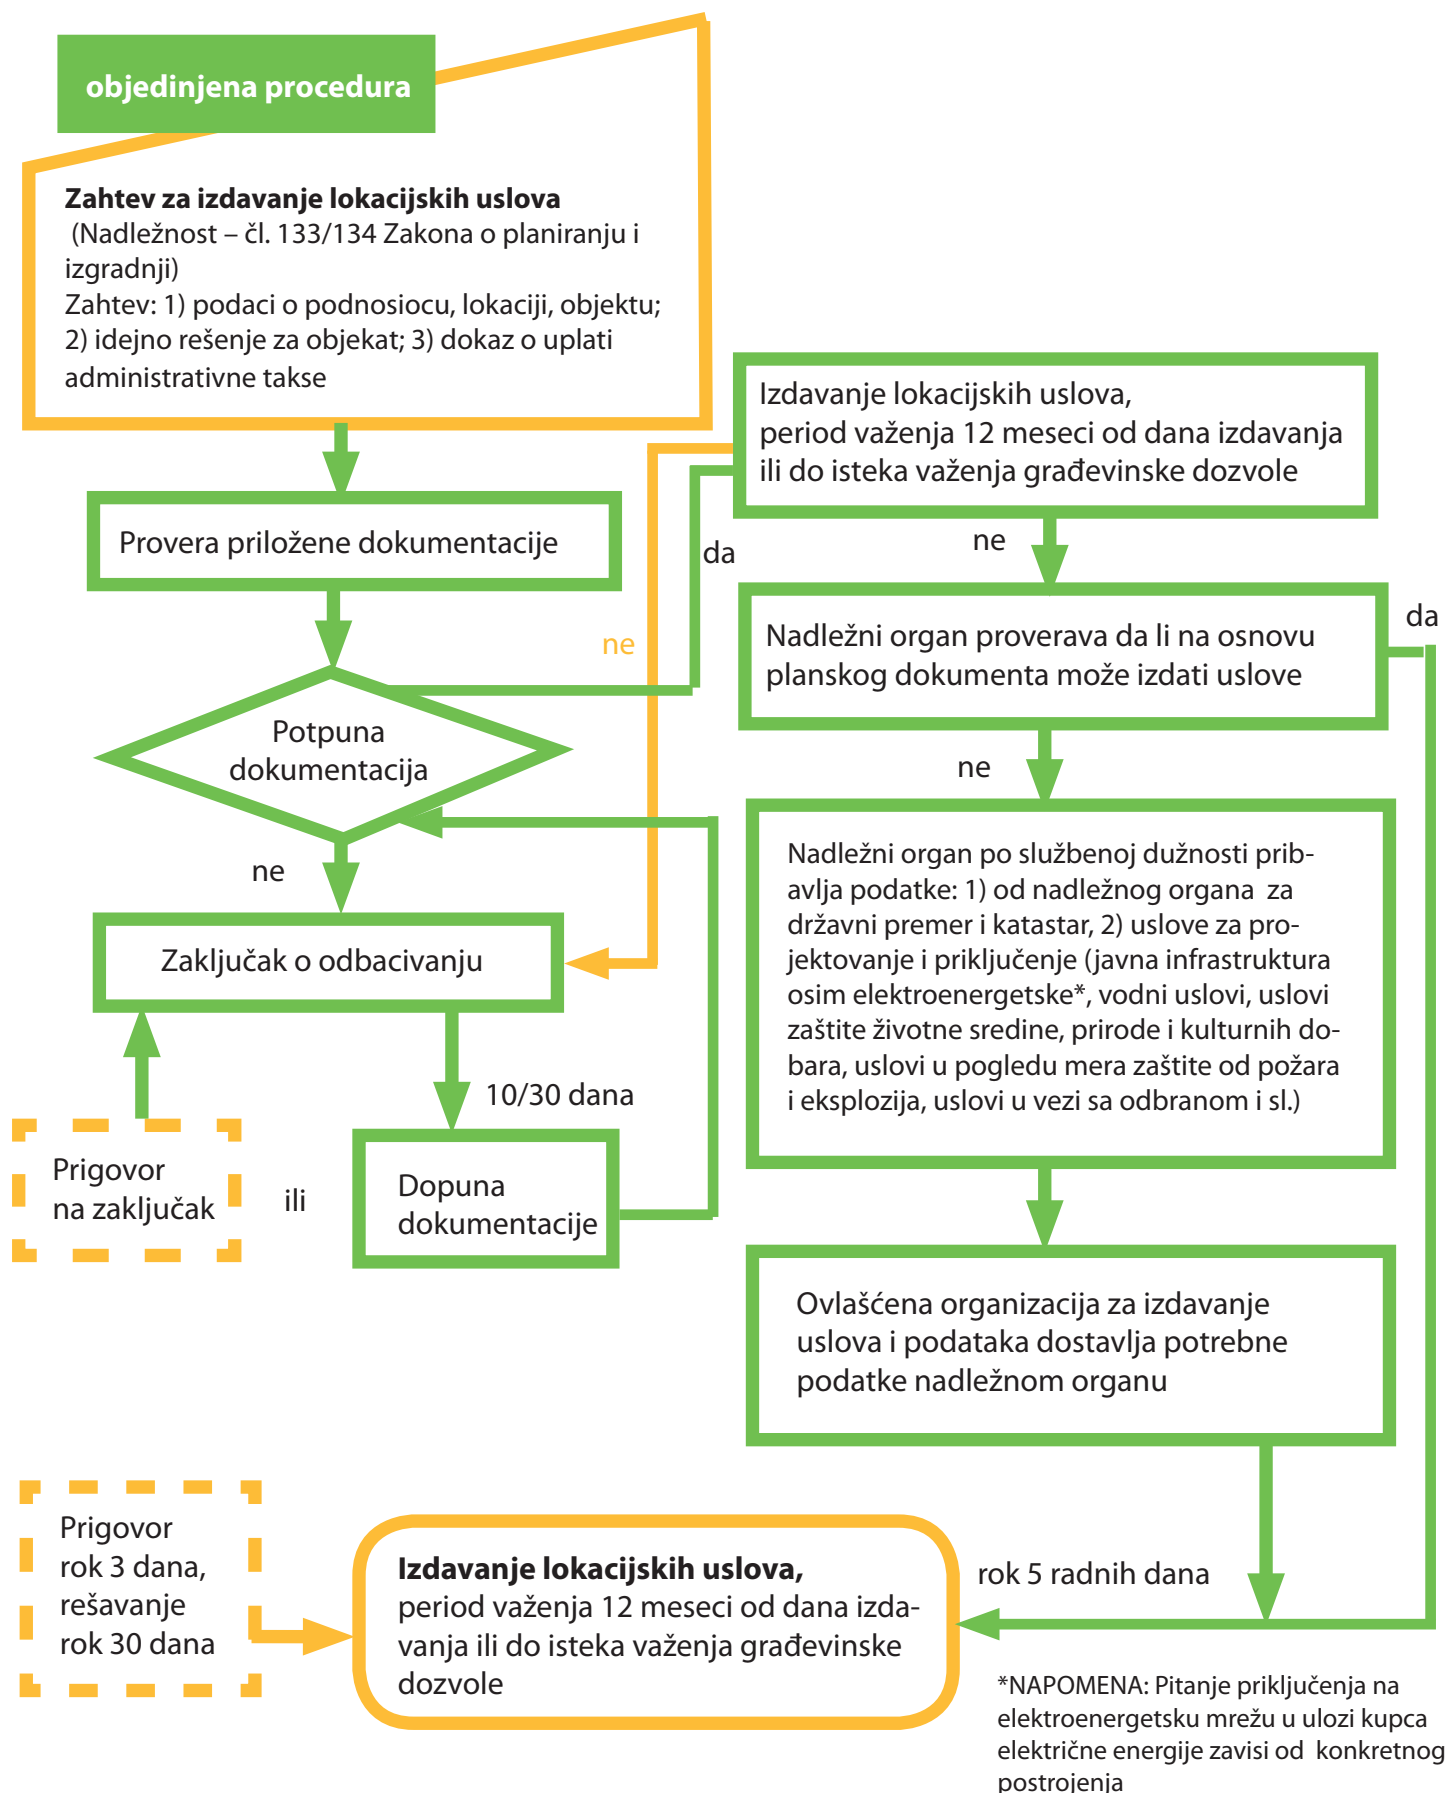 objedinjena procedura
Zahtev za izdavanje lokacijskih uslova
(Nadležnost – čl. 133/134 Zakona o planiranju i
izgradnji)
Zahtev: 1) podaci o podnosiocu, lokaciji, objektu;
2) idejno rešenje za objekat; 3) dokaz o uplati
administrativne takse
Provera priložene dokumentacije
Potpuna
dokumentacija
ne
Zaključak o odbacivanju
10/30 dana
Prigovor
na zaključak
ili
Dopuna
dokumentacije
ne
da
Izdavanje lokacijskih uslova,
period važenja 12 meseci od dana izdavanja
ili do isteka važenja građevinske dozvole
ne
Nadležni organ proverava da li na osnovu
planskog dokumenta može izdati uslove
da
ne
Nadležni organ po službenoj dužnosti prib-
avlja podatke: 1) od nadležnog organa za
državni premer i katastar, 2) uslove za pro-
jektovanje i priključenje (javna infrastruktura
osim elektroenergetske*, vodni uslovi, uslovi
zaštite životne sredine, prirode i kulturnih do-
bara, uslovi u pogledu mera zaštite od požara
i eksplozija, uslovi u vezi sa odbranom i sl.)
Ovlašćena organizacija za izdavanje
uslova i podataka dostavlja potrebne
podatke nadležnom organu
rok 5 radnih dana
Prigovor
rok 3 dana,
rešavanje
rok 30 dana
Izdavanje lokacijskih uslova,
period važenja 12 meseci od dana izda-
vanja ili do isteka važenja građevinske
dozvole
*NAPOMENA: Pitanje priključenja na
elektroenergetsku mrežu u ulozi kupca
električne energije zavisi od konkretnog
postrojenja